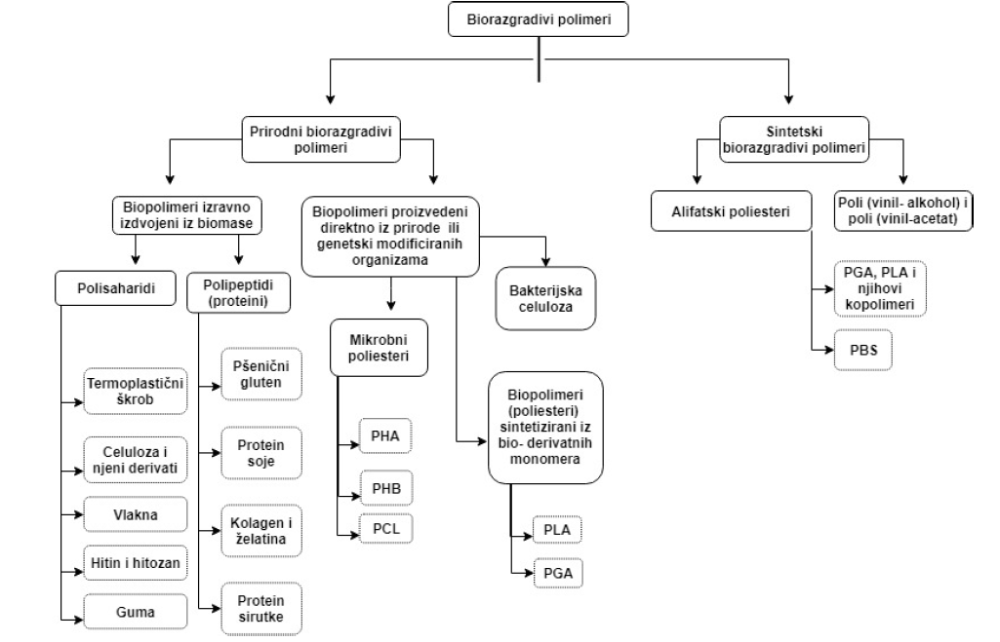 Biorazgradivi polimeri
Prirodni biorazgradivi
polimeri
Sintetski
biorazgradivi polimeri
Biopolimeri izravno
izdvojeni iz biomase
Biopolimeri proizvedeni
direktno iz prirode ili
genetski modificiranih
organizama
Alifatski poliesteri
Poli (vinil- alkohol) i
poli (vinil-acetat)
Polisaharidi
Polipeptidi
(proteini)
Bakterijska
celuloza
PGA, PLA i
njihovi
kopolimeri
PBS
Mikrobni
poliesteri
Termoplastični
škrob
Celuloza i
njeni derivati
Vlakna
Hitin i hitozan
Guma
Pšenični
gluten
Protein
soje
Kolagen i
želatina
Protein
sirutke
PHA
PHB
PCL
Biopolimeri
(poliesteri)
sintetizirani iz
bio- derivatnih
monomera
PLA
PGA